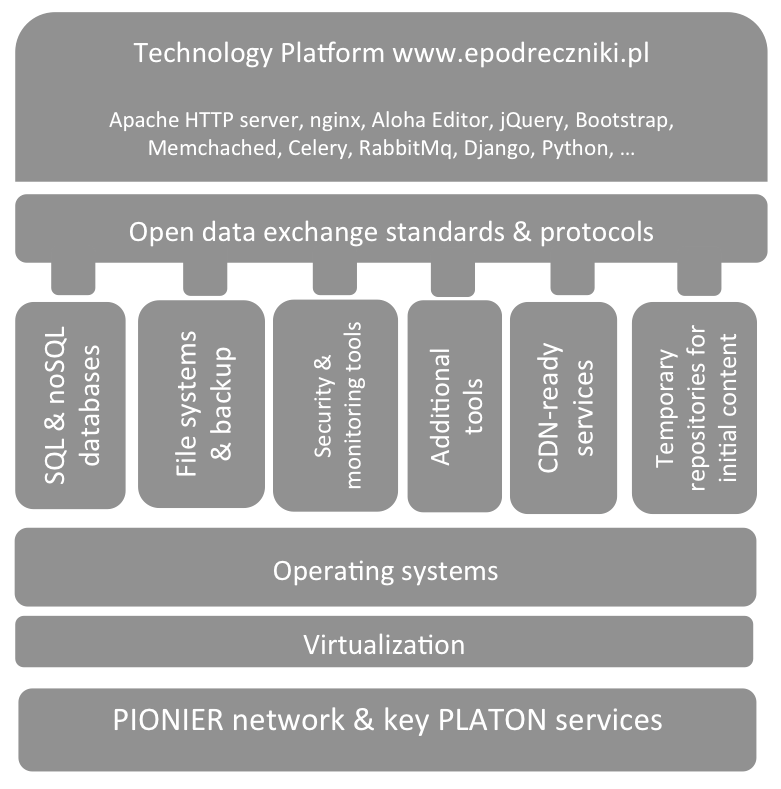 Technology Platform www.epodreczniki.pl
Apache HTTP server, nginx, Aloha Editor, jQuery, Bootstrap,
Memchached, Celery, RabbitMq, Django, Python, ...
Open data exchange standards & protocols
SQL & noSQL
databases
File systems
& backup
Security &
monitoring tools
Additional
tools
CDN-ready
services
Temporary
repositories for
initial content
Operating systems
Virtualization
PIONIER network & key PLATON services